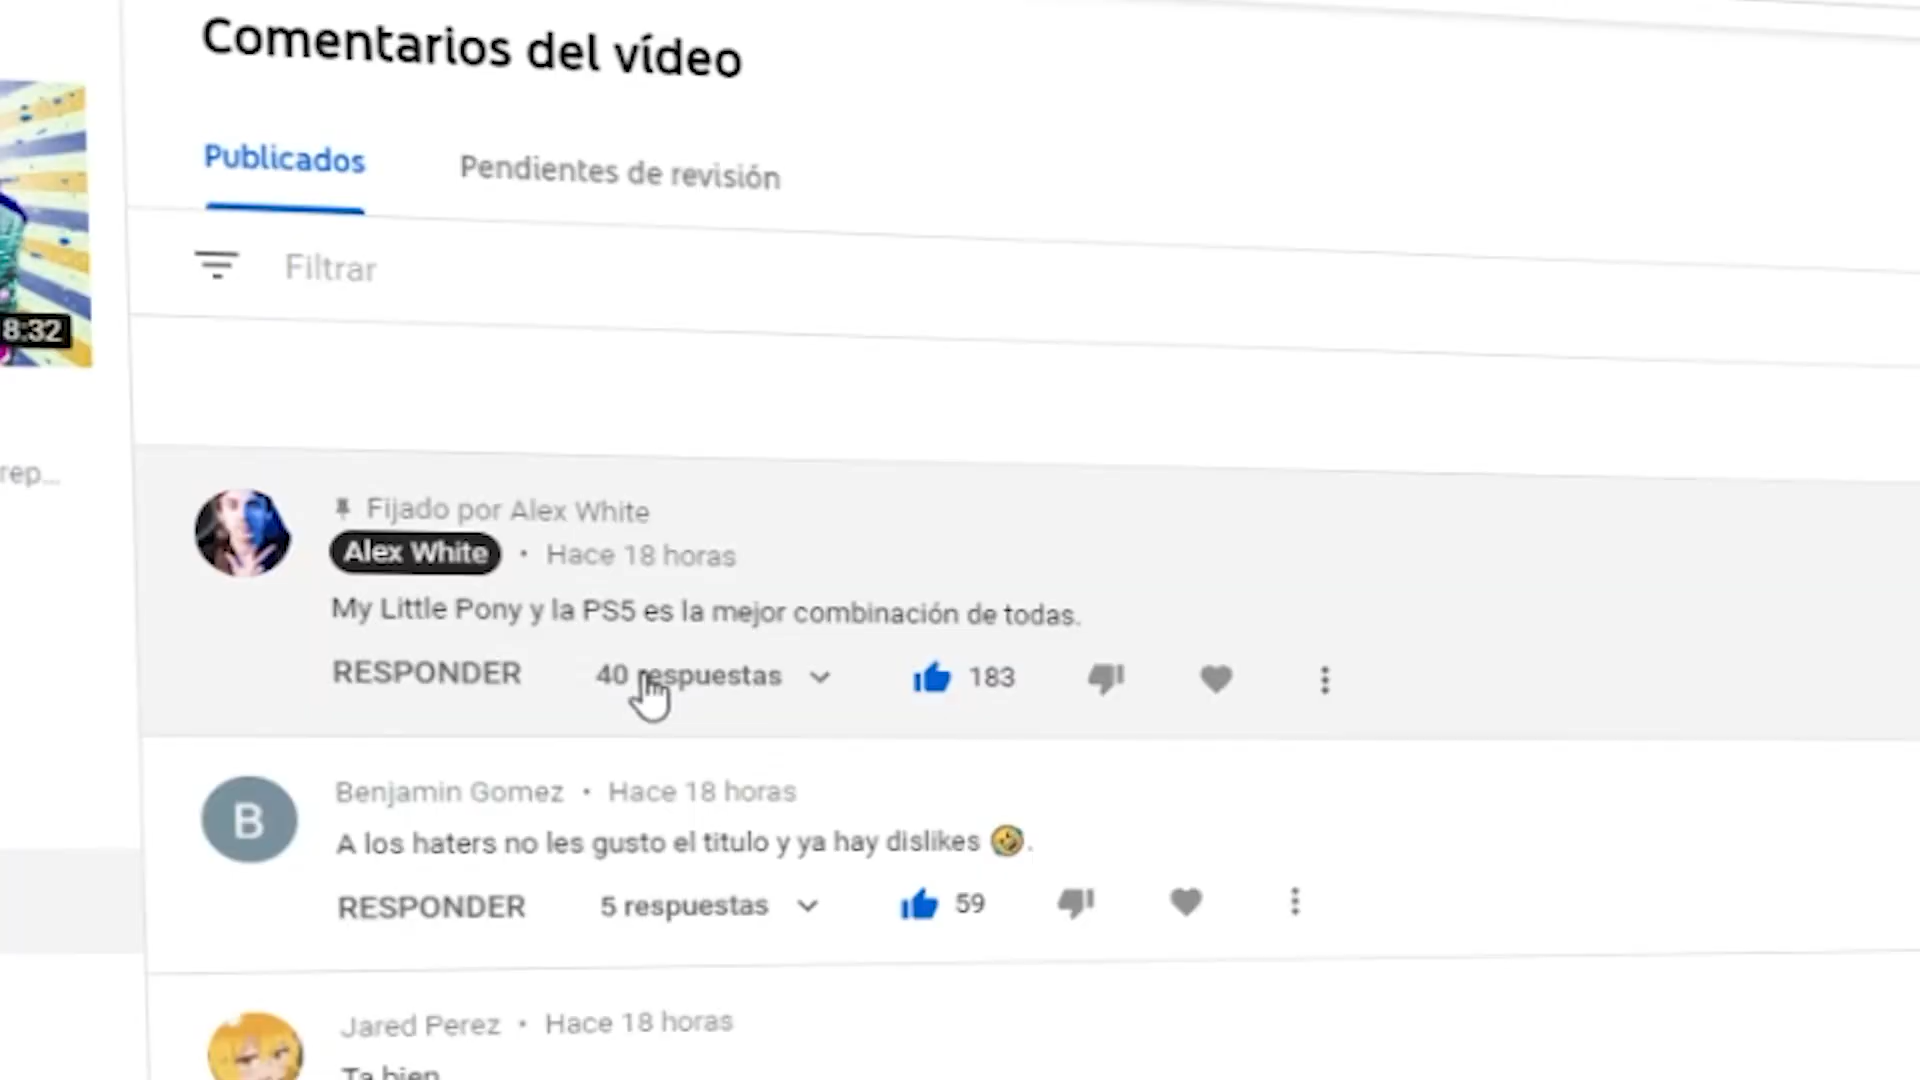 Comentarios del vídeo
Publicados
Pendientes de revisión
Filtrar
8:32
rep...
Fijado por Alex White
Alex White • Hace 18 horas
My Little Pony y la PS5 es la mejor combinación de todas.
RESPONDER 40 respuestas 183
B
Benjamin Gomez • Hace 18 horas
A los haters no les gusto el titulo y ya hay dislikes 🤣.
RESPONDER 5 respuestas 59
Jared Perez • Hace 18 horas
Ta bien